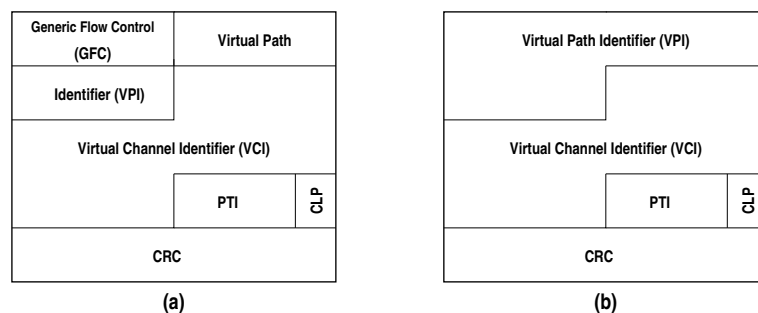 Generic Flow Control
(GFC)
Virtual Path
Identifier (VPI)
Virtual Channel Identifier (VCI)
PTI
CLP
CRC
(a)
Virtual Path Identifier (VPI)
Virtual Channel Identifier (VCI)
PTI
CLP
CRC
(b)